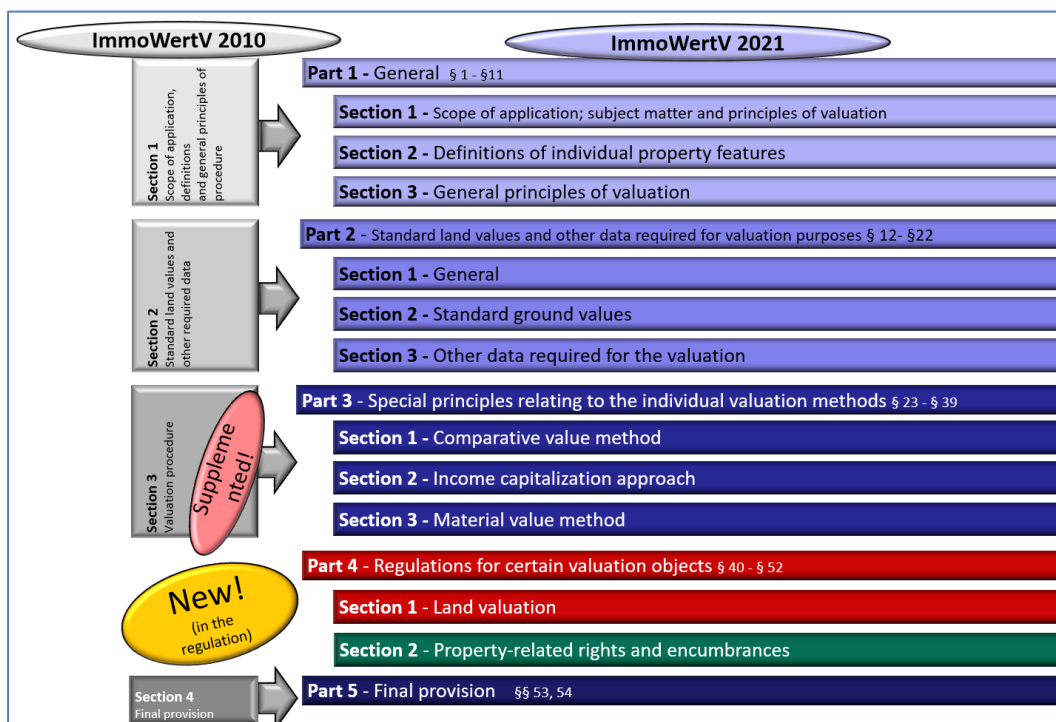 ImmoWertV 2010
ImmoWertV 2021
Section 1
Scope of application,
definitions
and general principles of
procedure
Part 1 - General § 1 - §11
Section 1 - Scope of application; subject matter and principles of valuation
Section 2 - Definitions of individual property features
Section 3 - General principles of valuation
Section 2
Standard land values and
other required data
Part 2 - Standard land values and other data required for valuation purposes § 12- §22
Section 1 - General
Section 2 - Standard ground values
Section 3 - Other data required for the valuation
Section 3
Valuation procedure
Suppleme
nted!
Part 3 - Special principles relating to the individual valuation methods § 23 - § 39
Section 1 - Comparative value method
Section 2 - Income capitalization approach
Section 3 - Material value method
New!
(in the
regulation)
Part 4 - Regulations for certain valuation objects § 40 - § 52
Section 1 - Land valuation
Section 2 - Property-related rights and encumbrances
Section 4
Final provision
Part 5 - Final provision §§ 53, 54